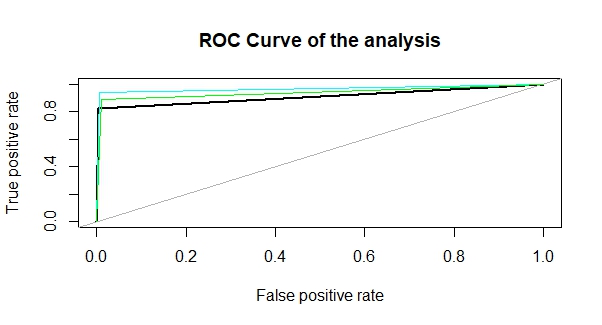 ROC Curve of the analysis
True positive rate
0.8
0.4
0.0
0.0 0.2 0.4 0.6 0.8 1.0
False positive rate